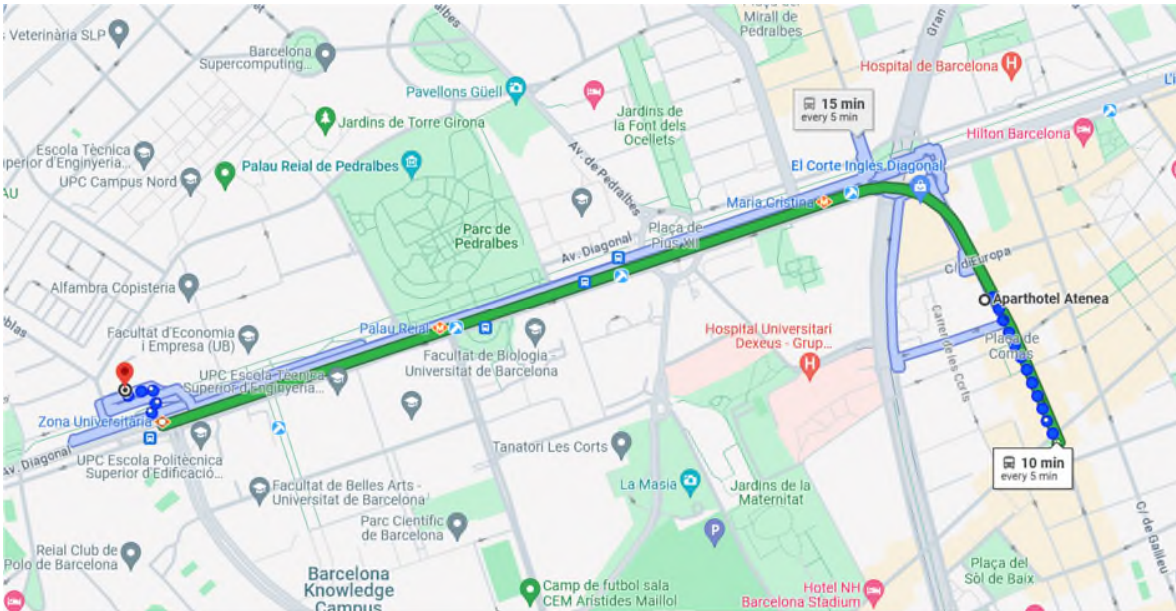 s Veterinària SLP
Barcelona
Supercomputing...
Pedralbes
Mirall de
Pedralbes
Gran
Hospital de Barcelona
Pavellons Güell
15 min
every 5 min
L'i
Jardins de Torre Girona
Jardins de
la Font dels
Ocellets
Hilton Barcelona
Escola Tècnica
Superior d'Enginyeria...
UPC Campus Nord
Palau Reial de Pedralbes
Av. de Pedralbes
El Corte Inglés Diagonal
AU
Maria Cristina
Parc de
Pedralbes
Av. Diagonal
Plaça de
Pius XII
C/ d'Europa
Alfambra Copisteria
Aparthotel Atenea
Facultat d'Economia
i Empresa (UB)
Palau Reial
Hospital Universitari
Dexeus - Grup...
Carrer de les Corts
Plaça de
Comas
Facultat de Biologia -
Universitat de Barcelona
UPC Escola Tècnica
Superior d'Enginyeria...
Zona Universitària
Av. Diagonal
UPC Escola Politècnica
Superior d'Edificació...
Tanatori Les Corts
10 min
every 5 min
La Masia
Jardins de la
Maternitat
Facultat de Belles Arts -
Universitat de Barcelona
P
C/ de Galileu
Parc Científic
de Barcelona
Reial Club de
Polo de Barcelona
Plaça del
Sòl de Baix
Barcelona
Knowledge
Campus
Camp de futbol sala
CEM Arístides Maillol
Hotel NH
Barcelona Stadium